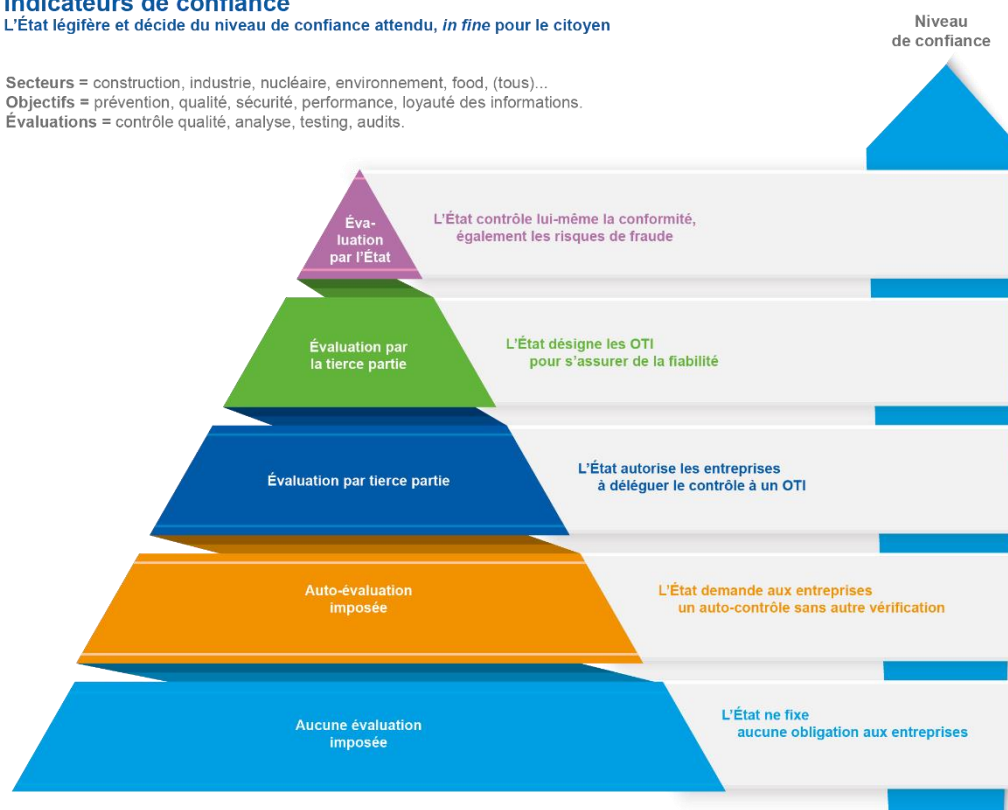 Indicateurs de confiance
L'État légifère et décide du niveau de confiance attendu, in fine pour le citoyen
Niveau
de confiance
Secteurs = construction, industrie, nucléaire, environnement, food, (tous)...
Objectifs = prévention, qualité, sécurité, performance, loyauté des informations.
Évaluations = contrôle qualité, analyse, testing, audits.
Éva-
luation
par l'État
L'État contrôle lui-même la conformité,
également les risques de fraude
Évaluation par
la tierce partie
L'État désigne les OTI
pour s'assurer de la fiabilité
Évaluation par tierce partie
L'État autorise les entreprises
à déléguer le contrôle à un OTI
Auto-évaluation
imposée
L'État demande aux entreprises
un auto-contrôle sans autre vérification
Aucune évaluation
imposée
L'État ne fixe
aucune obligation aux entreprises